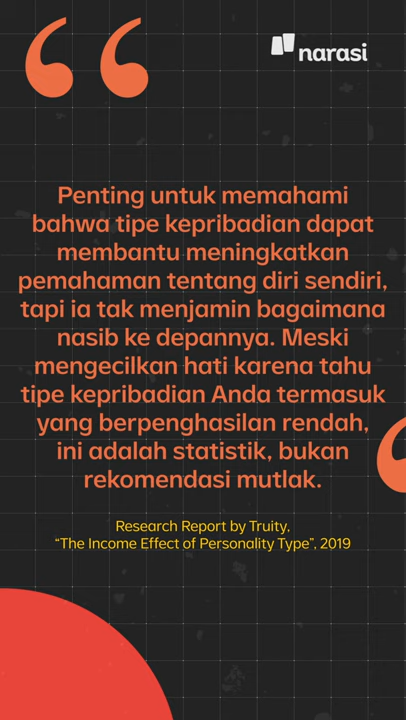 narasi
Penting untuk memahami
bahwa tipe kepribadian dapat
membantu meningkatkan
pemahaman tentang diri sendiri,
tapi ia tak menjamin bagaimana
nasib ke depannya. Meski
mengecilkan hati karena tahu
tipe kepribadian Anda termasuk
yang berpenghasilan rendah,
ini adalah statistik, bukan
rekomendasi mutlak.
Research Report by Truity,
“The Income Effect of Personality Type”, 2019